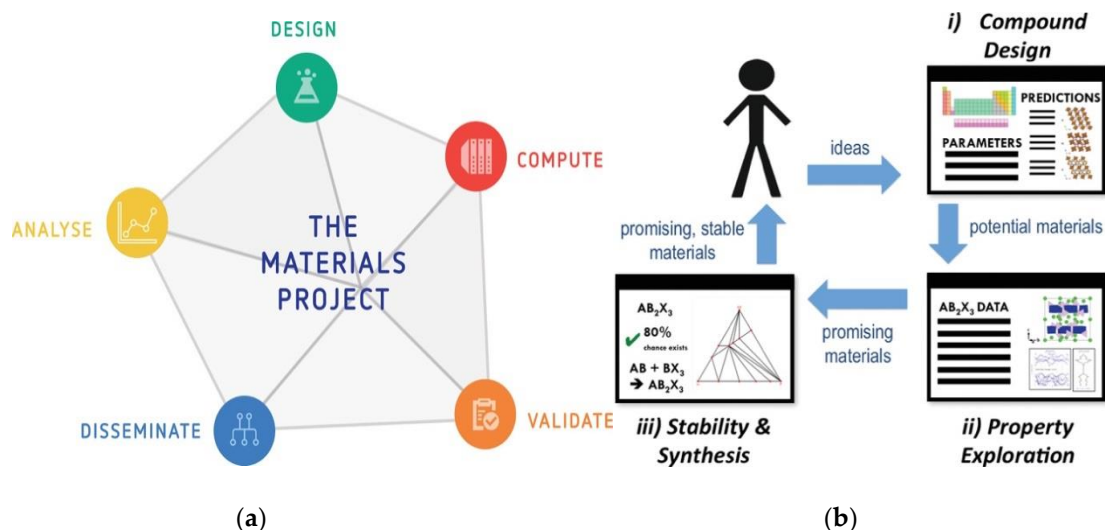 DESIGN
COMPUTE
ANALYSE
THE
MATERIALS
PROJECT
DISSEMINATE
VALIDATE
(a)
i) Compound
Design
PREDICTIONS
PARAMETERS
ideas
potential materials
AB₂X₃ DATA
ii) Property
Exploration
promising
materials
AB₂X₃
✓ 80%
chance exists
AB + BX₃
→ AB₂X₃
iii) Stability &
Synthesis
promising, stable
materials
(b)